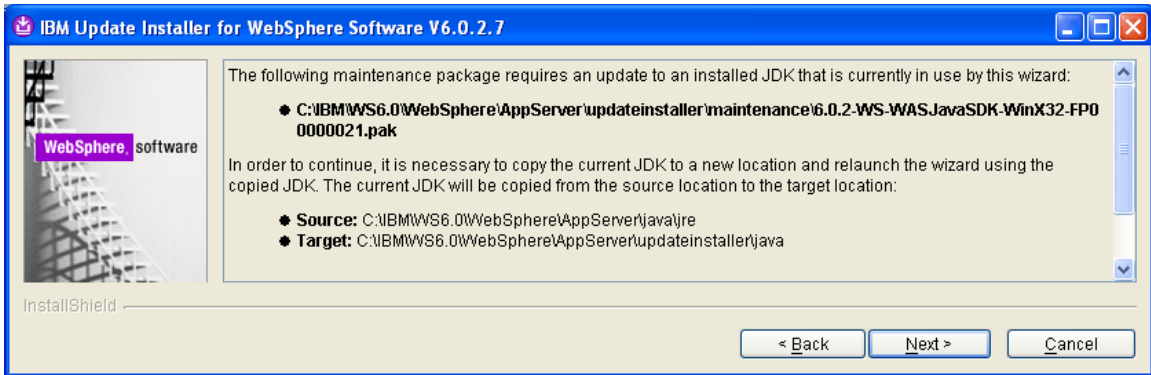 IBM Update Installer for WebSphere Software V6.0.2.7
WebSphere. software
The following maintenance package requires an update to an installed JDK that is currently in use by this wizard:
● C:\IBM\WS6.0\WebSphere\AppServer\updateinstaller\maintenance\6.0.2-WS-WASJavaSDK-WinX32-FP0
0000021.pak
In order to continue, it is necessary to copy the current JDK to a new location and relaunch the wizard using the
copied JDK. The current JDK will be copied from the source location to the target location:
● Source: C:\IBM\WS6.0\WebSphere\AppServer\java\jre
● Target: C:\IBM\WS6.0\WebSphere\AppServer\updateinstaller\java
InstallShield
< Back
Next >
Cancel